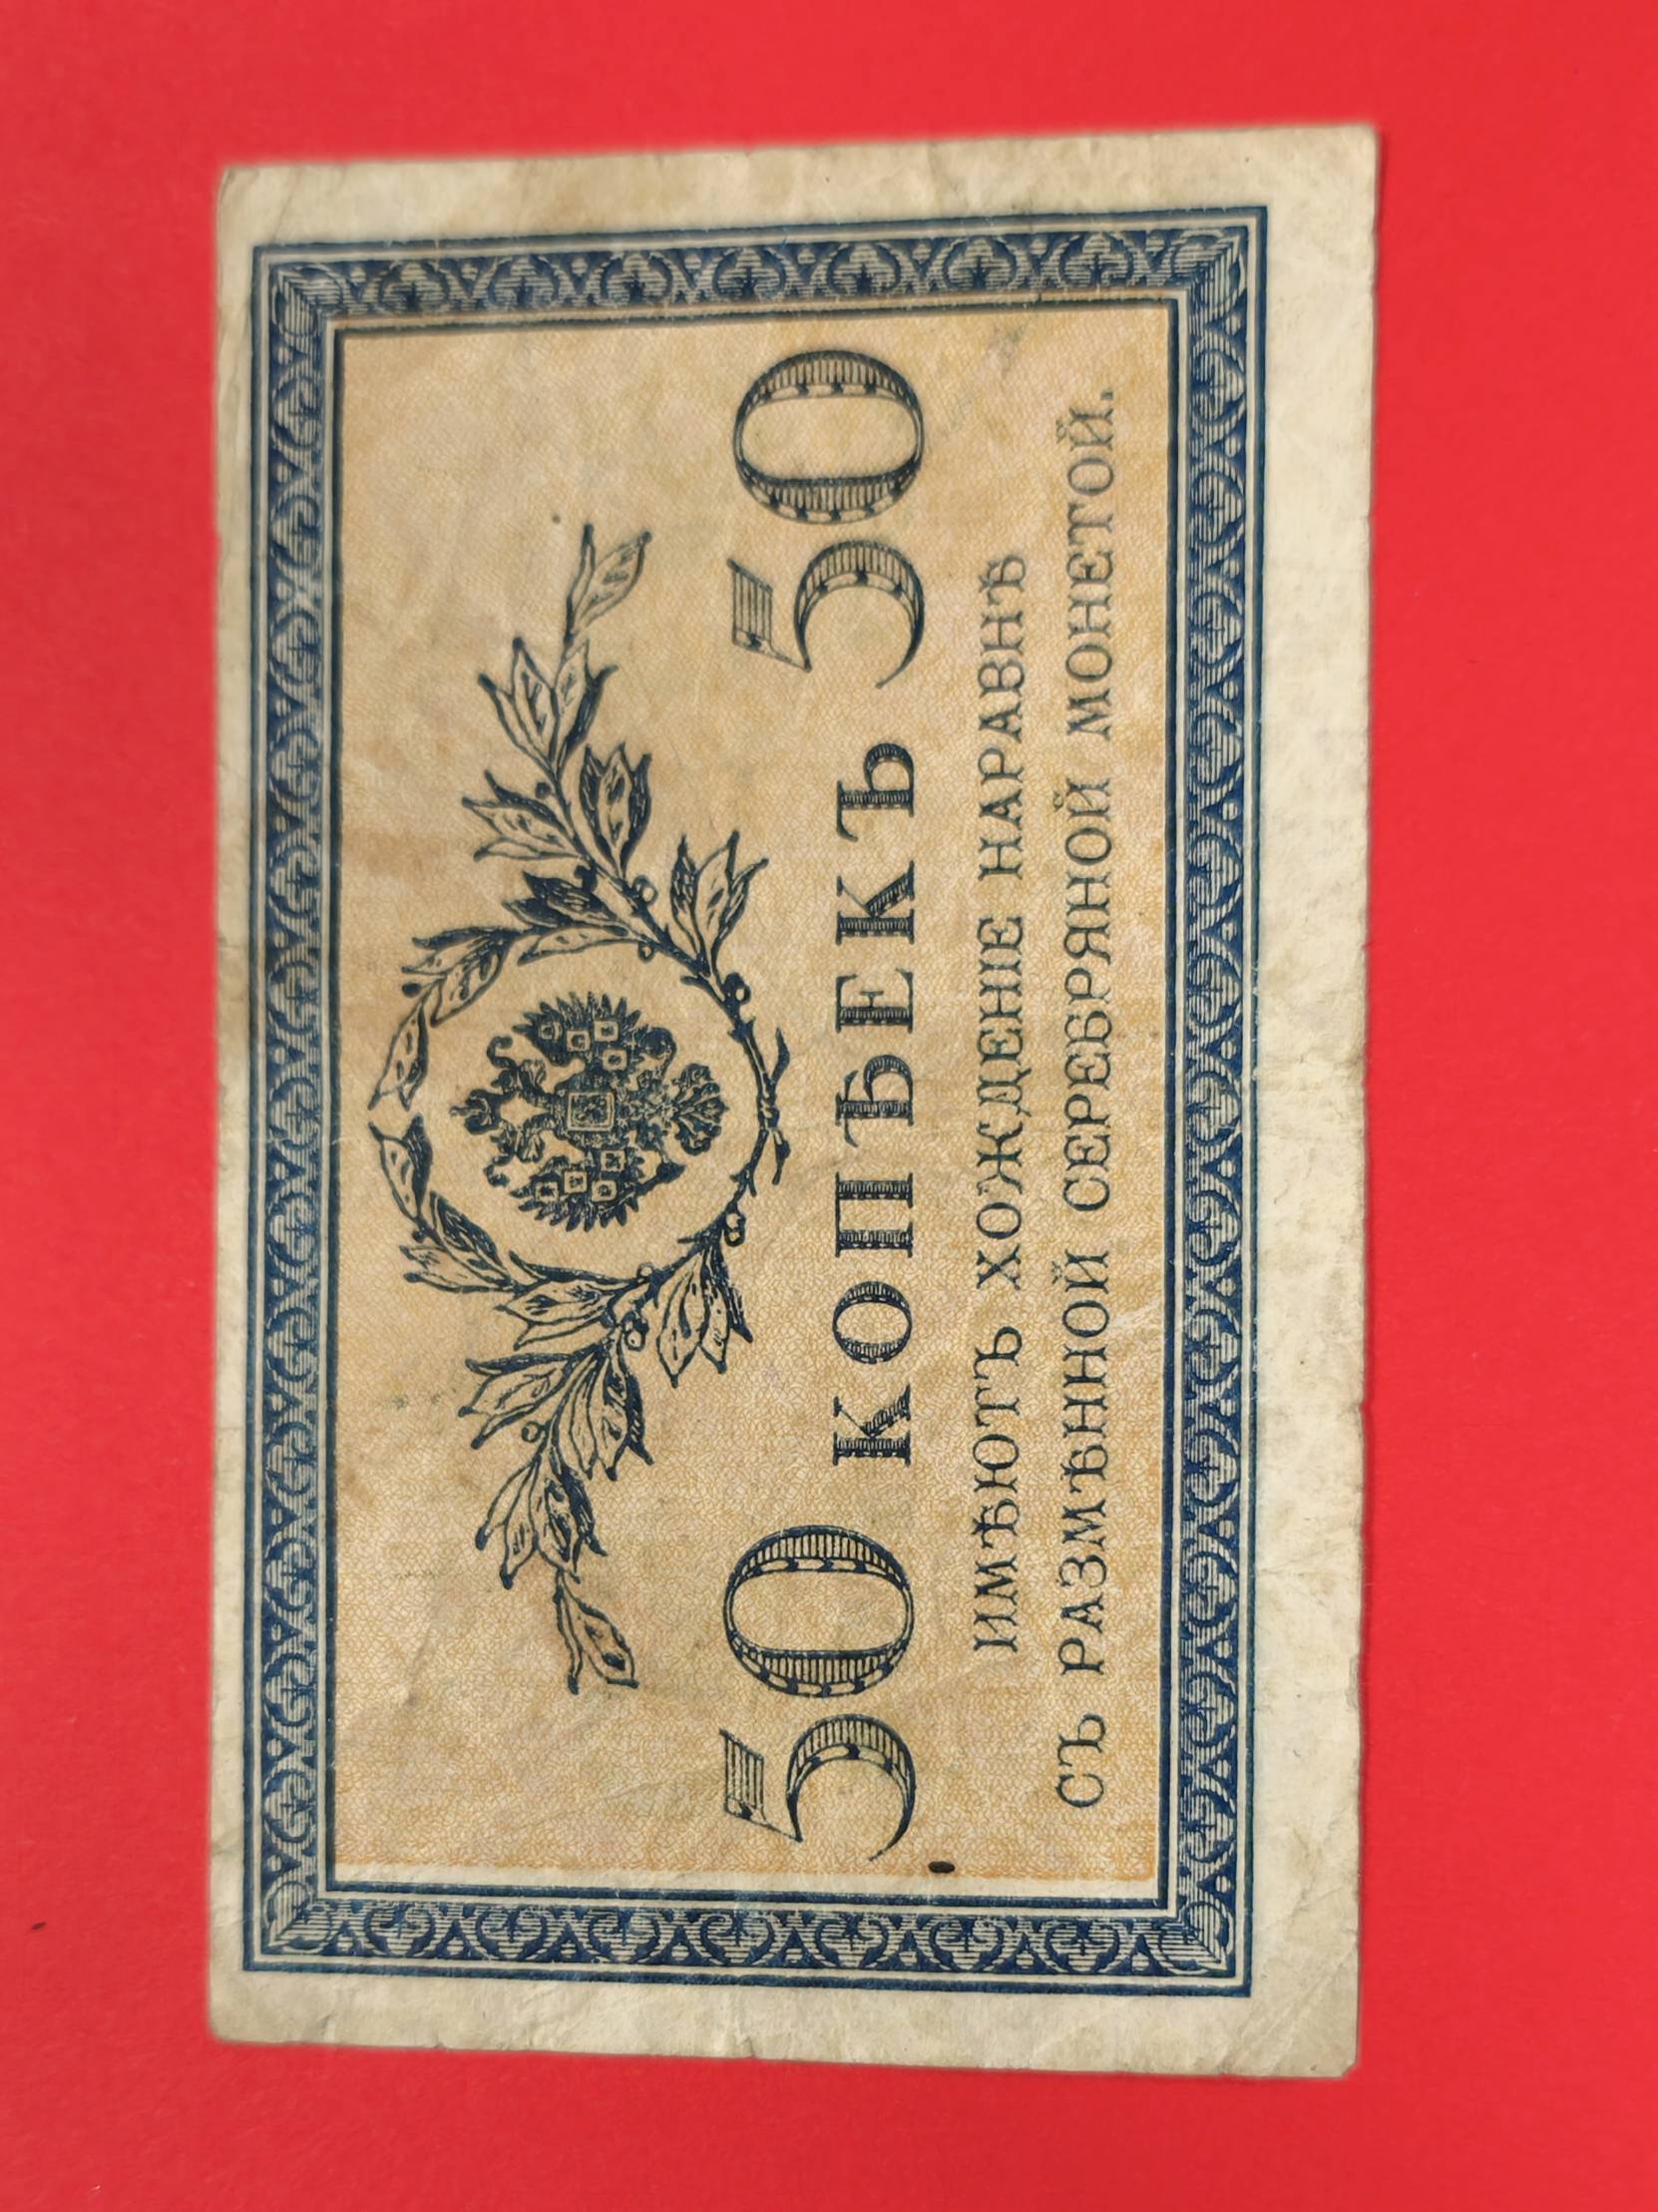 50 КОПѢЕКЪ 50
ИМѢЮТЪ ХОЖДЕНІЕ НАРАВНѢ
СЪ РАЗМѢННОЙ СЕРЕБРЯНОЙ МОНЕТОЙ.